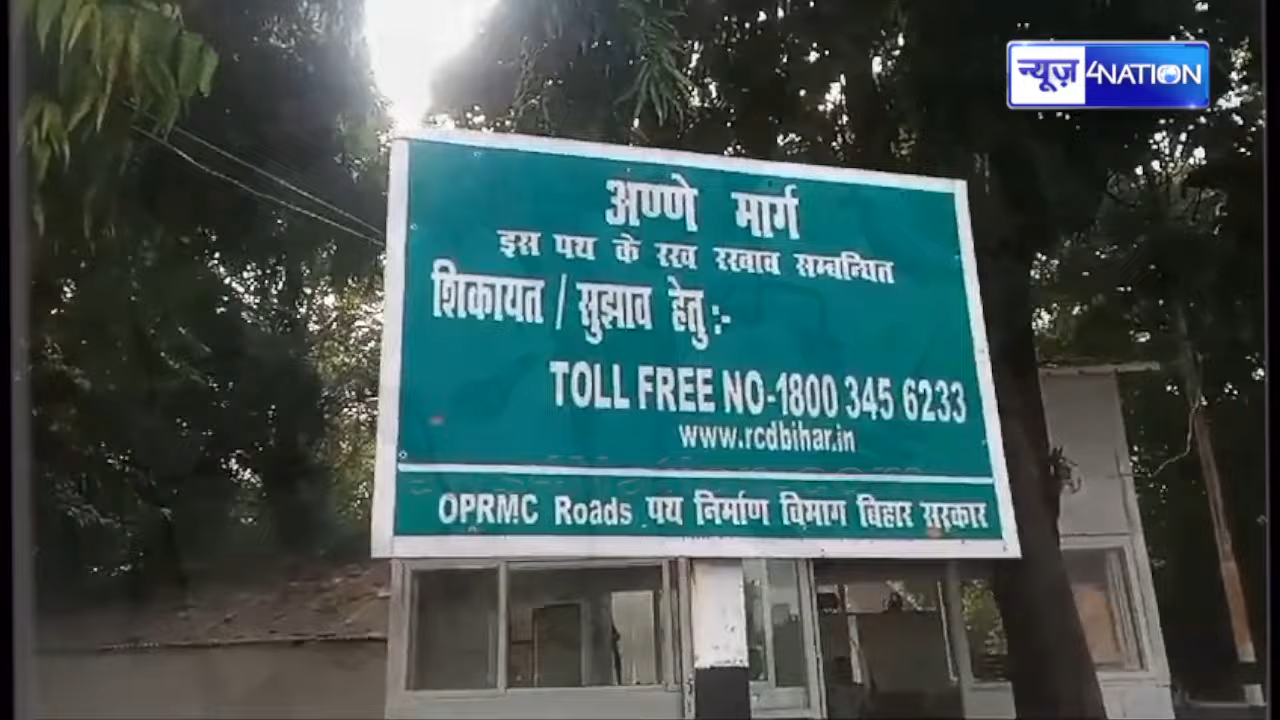 न्यूज़ 4NATION
अण्णे मार्ग
इस पथ के रख रखाव सम्बन्धित
शिकायत / सुझाव हेतु :-
TOLL FREE NO-1800 345 6233
www.rcdbihar.in
OPRMC Roads पथ निर्माण विभाग बिहार सरकार